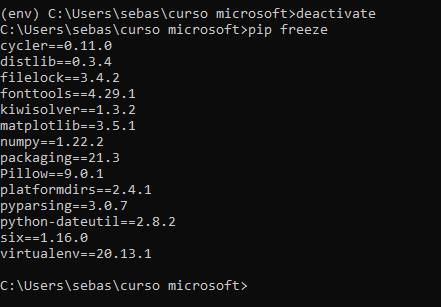 (env) C:\Users\sebas\curso microsoft>deactivate
C:\Users\sebas\curso microsoft>pip freeze
cycler==0.11.0
distlib==0.3.4
filelock==3.4.2
fonttools==4.29.1
kiwisolver==1.3.2
matplotlib==3.5.1
numpy==1.22.2
packaging==21.3
Pillow==9.0.1
platformdirs==2.4.1
pyparsing==3.0.7
python-dateutil==2.8.2
six==1.16.0
virtualenv==20.13.1
C:\Users\sebas\curso microsoft>